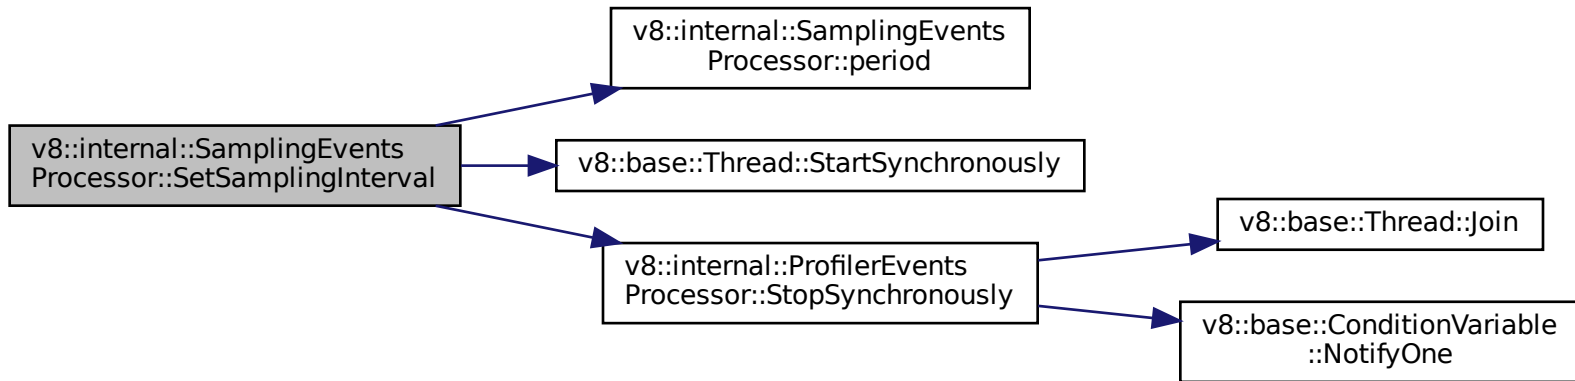 v8::internal::SamplingEvents
Processor::period
v8::internal::SamplingEvents
Processor::SetSamplingInterval
v8::base::Thread::StartSynchronously
v8::internal::ProfilerEvents
Processor::StopSynchronously
v8::base::Thread::Join
v8::base::ConditionVariable
::NotifyOne